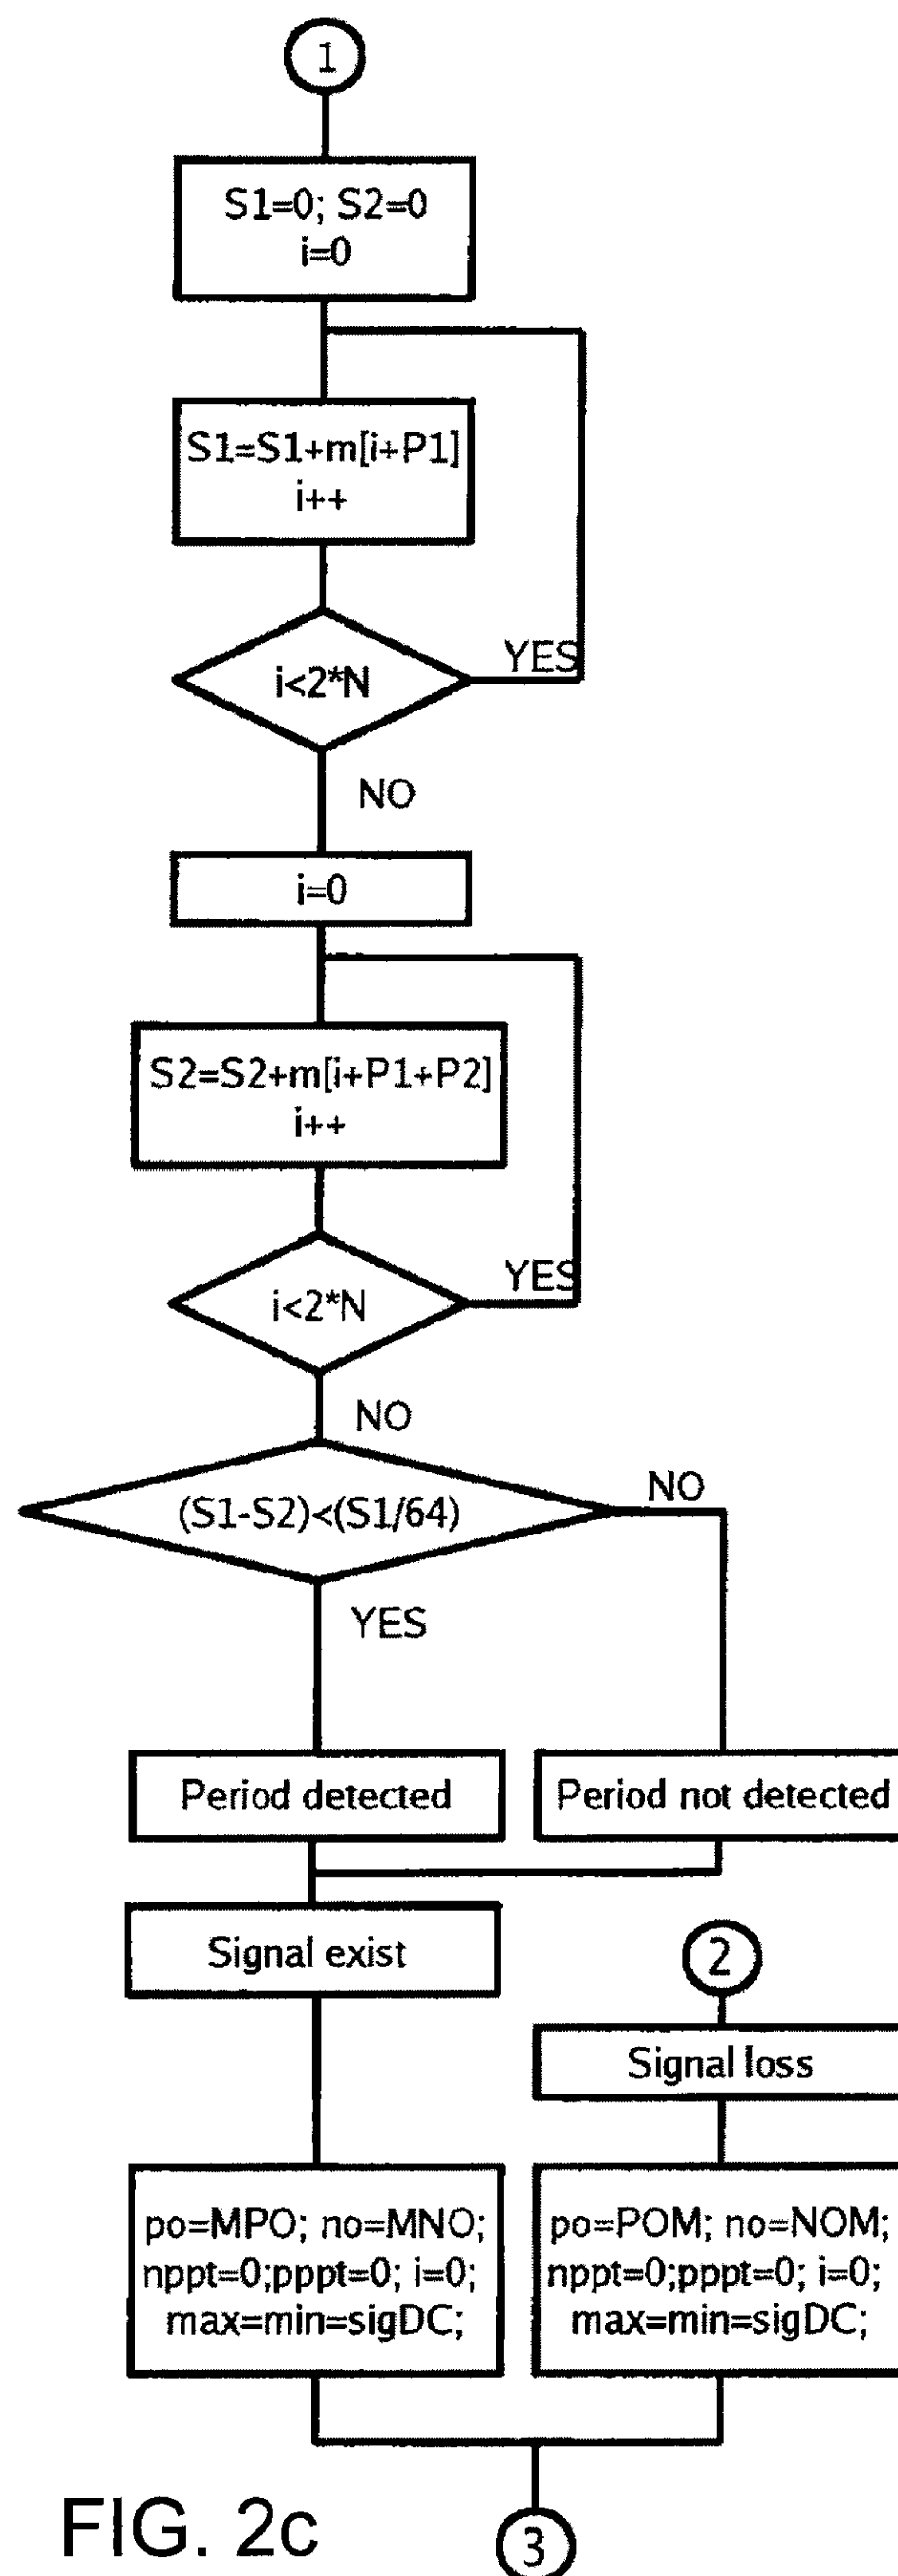 1
S1=0; S2=0
i=0
S1=S1+m[i+P1]
i++
i<2*N
YES
NO
i=0
S2=S2+m[i+P1+P2]
i++
i<2*N
YES
NO
(S1-S2)<(S1/64)
NO
YES
Period detected
Period not detected
Signal exist
2
Signal loss
po=MPO; no=MNO;
nppt=0;pppt=0; i=0;
max=min=sigDC;
po=POM; no=NOM;
nppt=0;pppt=0; i=0;
max=min=sigDC;
3
FIG. 2c